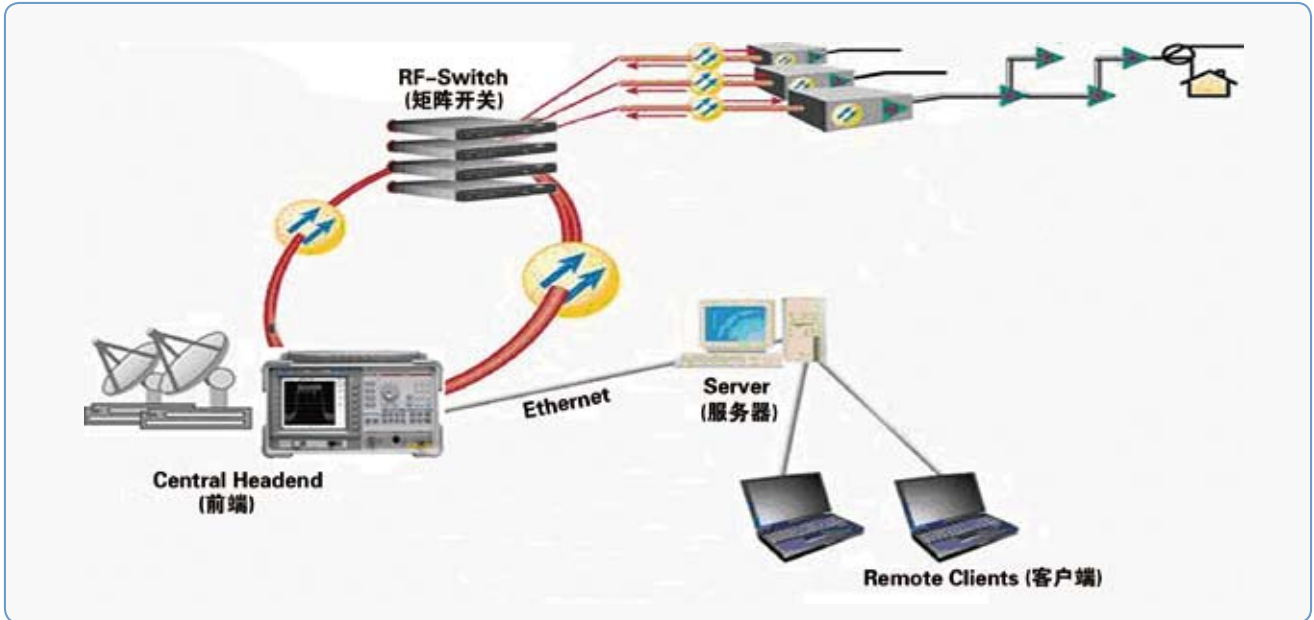 RF-Switch
(矩阵开关)
Ethernet
Server
(服务器)
Central Headend
(前端)
Remote Clients (客户端)